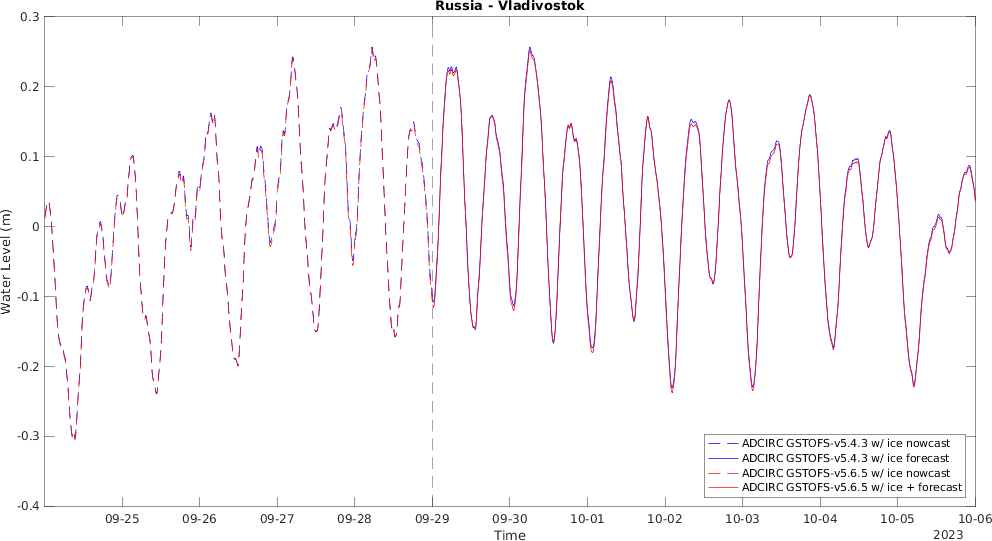 Russia - Vladivostok
0.3
0.2
0.1
0
-0.1
-0.2
-0.3
-0.4
Water Level (m)
ADCIRC GSTOFS-v5.4.3 w/ ice nowcast
ADCIRC GSTOFS-v5.4.3 w/ ice forecast
ADCIRC GSTOFS-v5.6.5 w/ ice nowcast
ADCIRC GSTOFS-v5.6.5 w/ ice + forecast
09-25 09-26 09-27 09-28 09-29 09-30 10-01 10-02 10-03 10-04 10-05 10-06
Time
2023